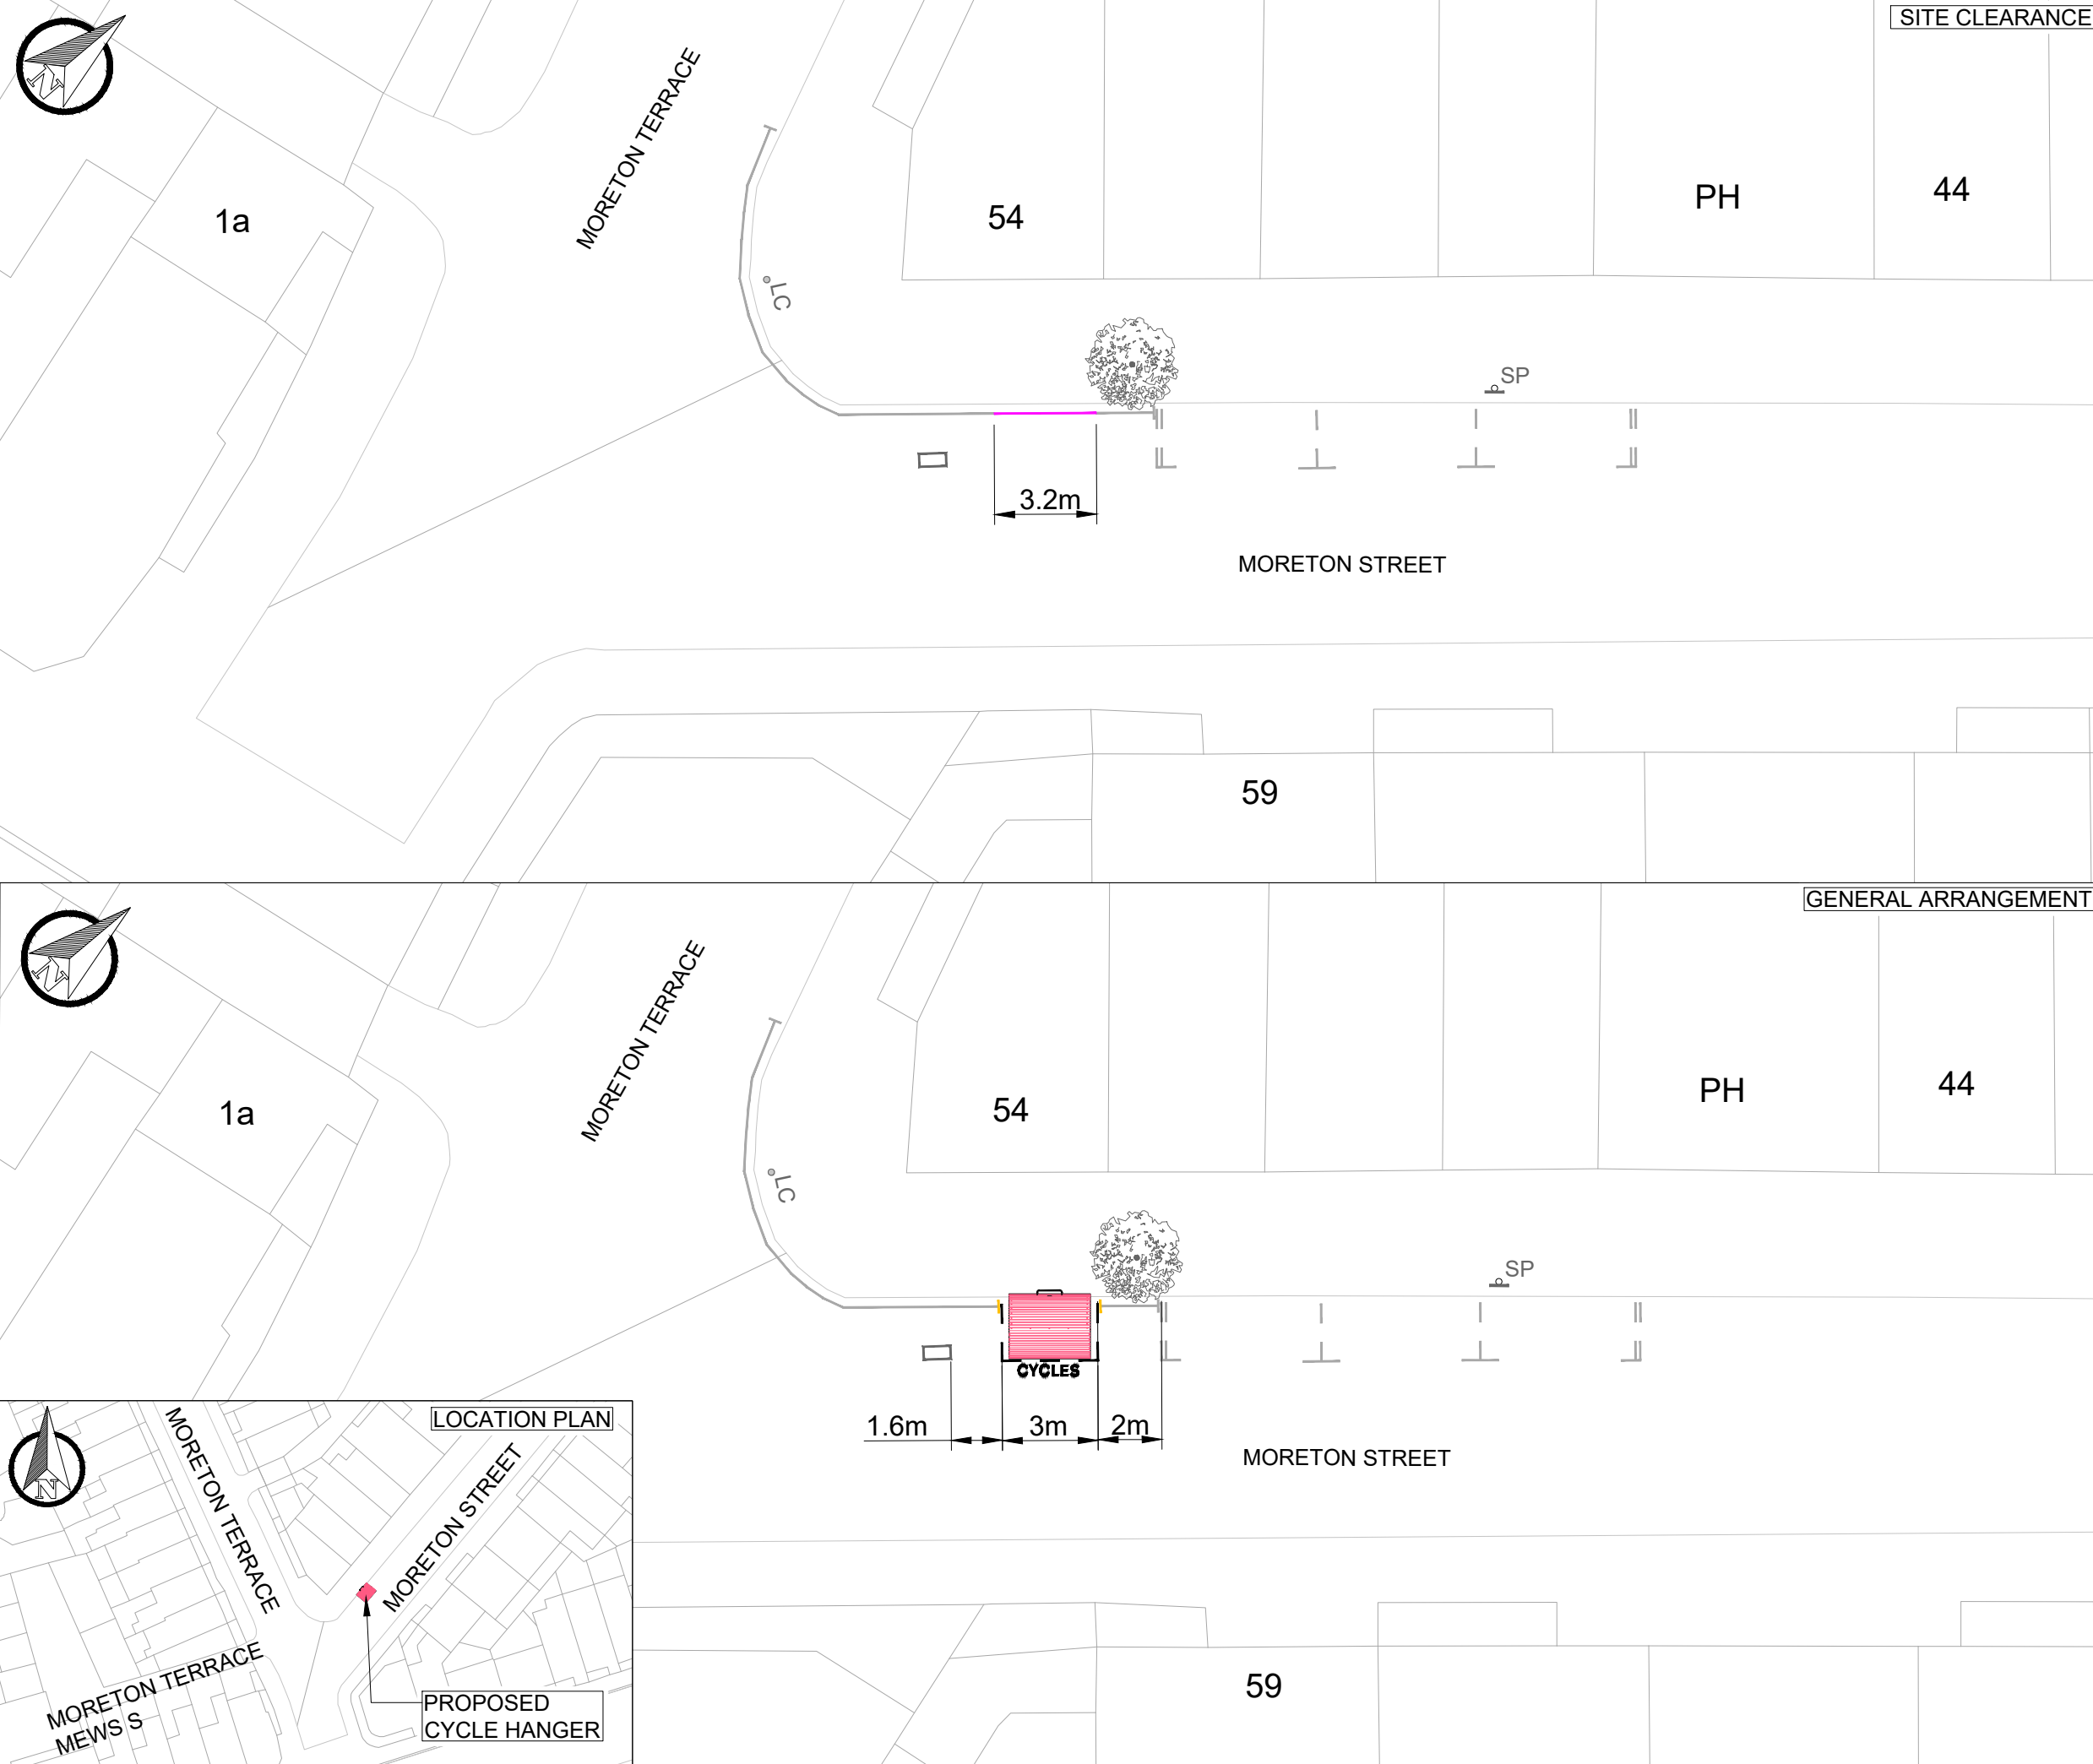 SITE CLEARANCE
N
MORETON TERRACE
1a
54
PH
44
LC
SP
3.2m
MORETON STREET
59
GENERAL ARRANGEMENT
N
MORETON TERRACE
1a
54
PH
44
LC
SP
CYCLES
1.6m
3m
2m
MORETON STREET
59
LOCATION PLAN
N
MORETON TERRACE
MORETON STREET
MORETON TERRACE
MEWS S
PROPOSED
CYCLE HANGER